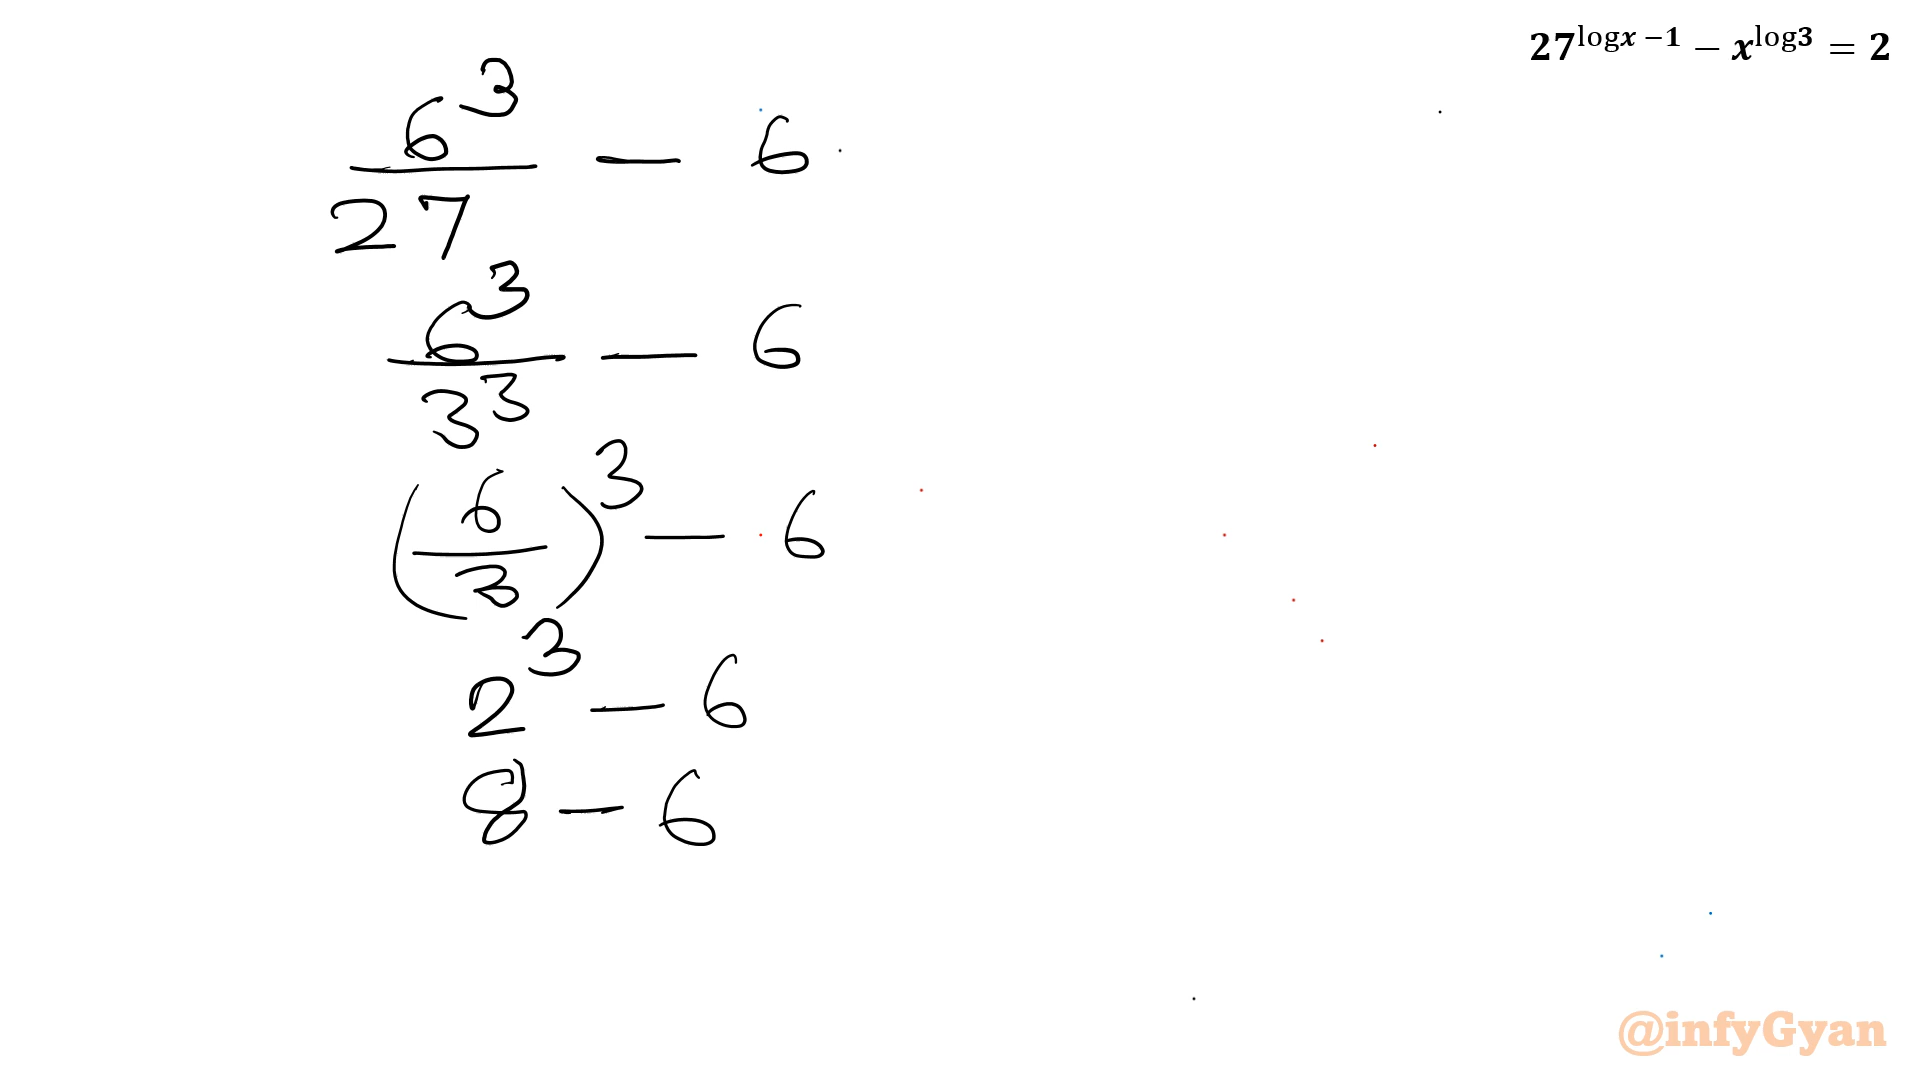 27^{log x − 1} − x^{log 3} = 2
6^3/27 − 6
6^3/3^3 − 6
(6/3)^3 − 6
2^3 − 6
8 − 6
@infyGyan